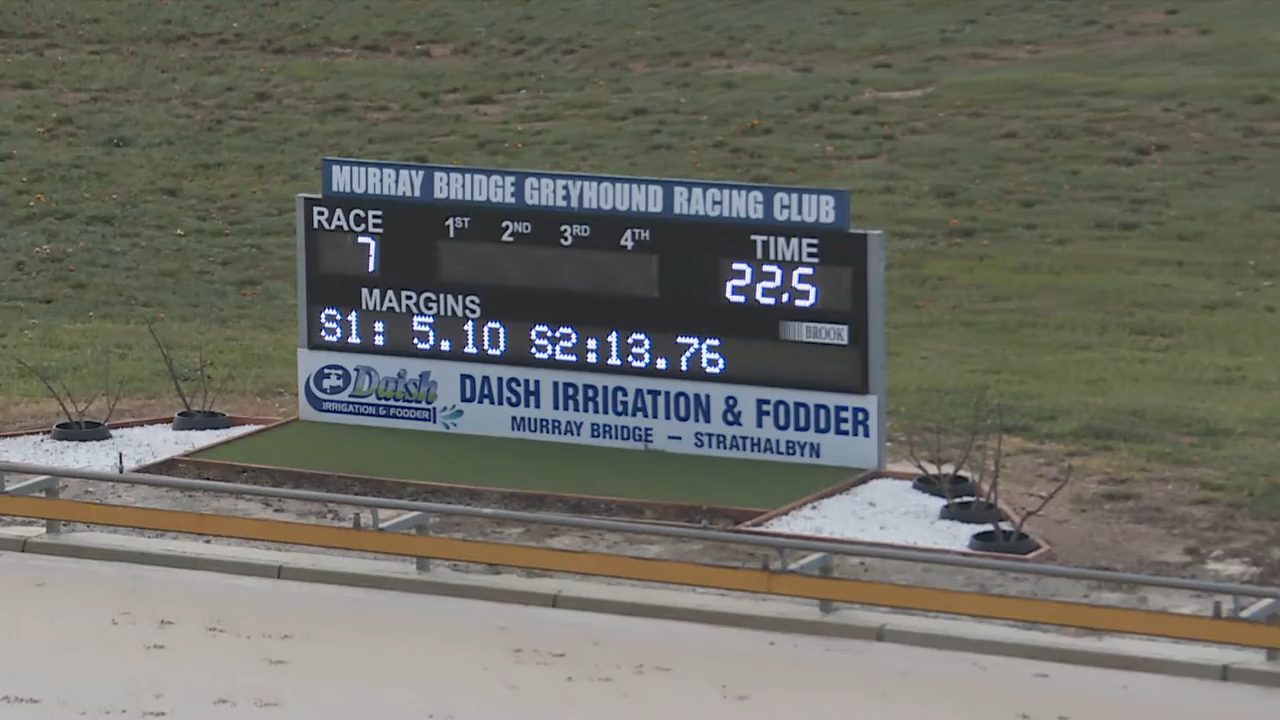 MURRAY BRIDGE GREYHOUND RACING CLUB
RACE 1ST 2ND 3RD 4TH TIME
7 22.5
MARGINS
BROOK
S1: 5.10 S2:13.76
Daish
IRRIGATION & FODDER
DAISH IRRIGATION & FODDER
MURRAY BRIDGE – STRATHALBYN